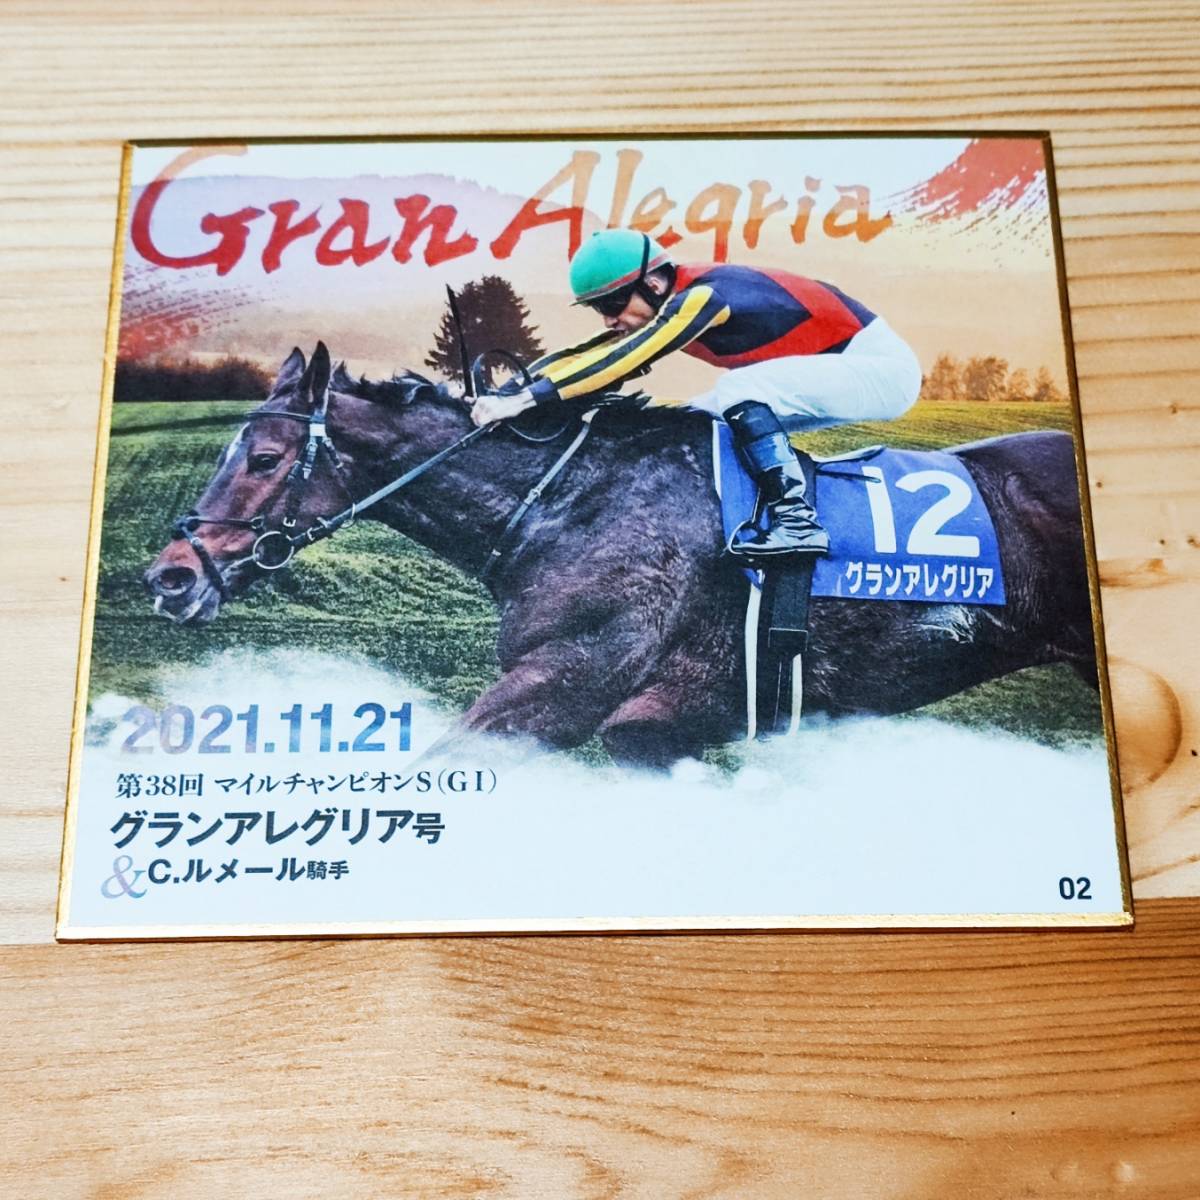 Gran Alegria
12
グランアレグリア
2021.11.21
第38回 マイルチャンピオンS(GI)
グランアレグリア号
&C.ルメール騎手
02